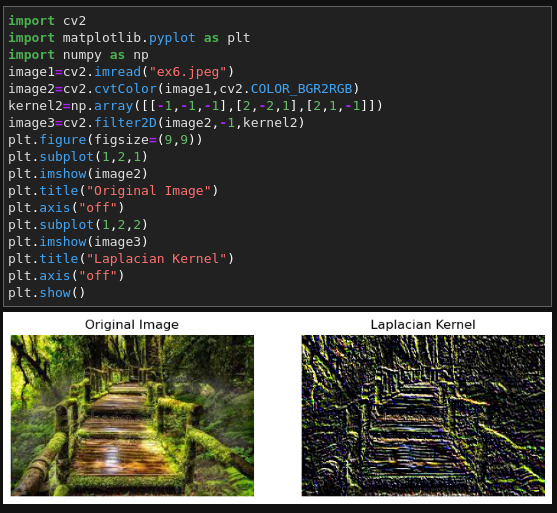 import cv2
import matplotlib.pyplot as plt
import numpy as np
image1=cv2.imread("ex6.jpeg")
image2=cv2.cvtColor(image1,cv2.COLOR_BGR2RGB)
kernel2=np.array([[-1,-1,-1],[2,-2,1],[2,1,-1]])
image3=cv2.filter2D(image2,-1,kernel2)
plt.figure(figsize=(9,9))
plt.subplot(1,2,1)
plt.imshow(image2)
plt.title("Original Image")
plt.axis("off")
plt.subplot(1,2,2)
plt.imshow(image3)
plt.title("Laplacian Kernel")
plt.axis("off")
plt.show()
Original Image
Laplacian Kernel